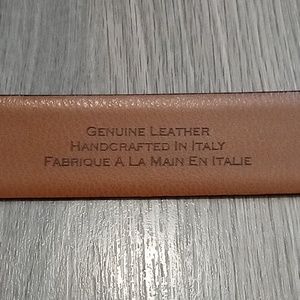 Genuine Leather
Handcrafted In Italy
Fabrique A La Main En Italie